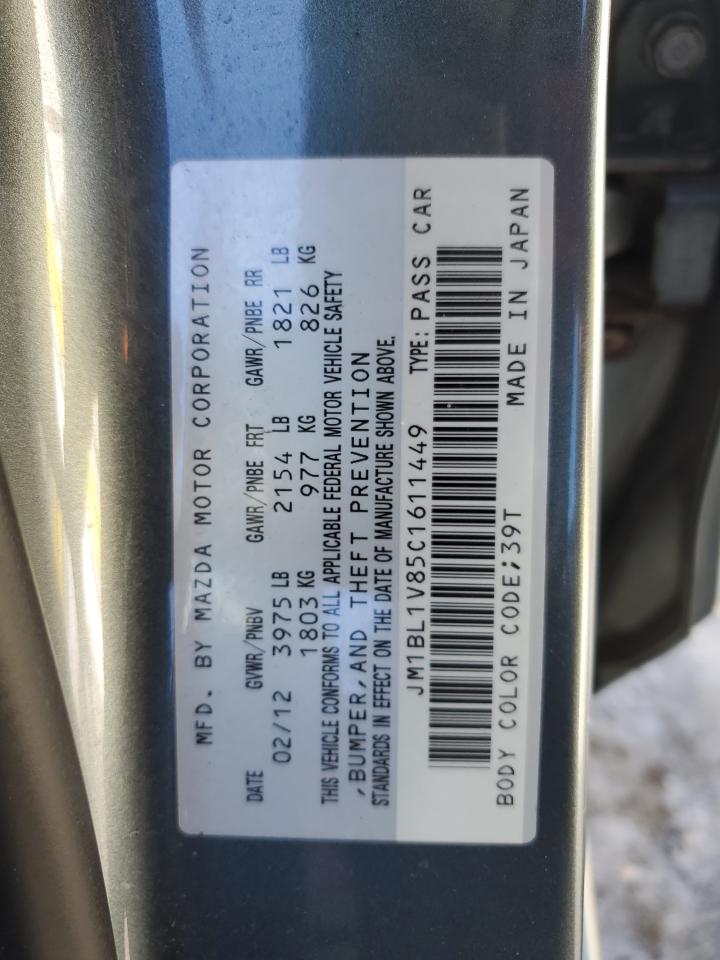 MFD. BY MAZDA MOTOR CORPORATION
DATE GVWR/PNBV GAWR/PNBE FRT GAWR/PNBE RR
02/12 3975 LB 2154 LB 1821 LB
1803 KG 977 KG 826 KG
THIS VEHICLE CONFORMS TO ALL APPLICABLE FEDERAL MOTOR VEHICLE SAFETY
,BUMPER,AND THEFT PREVENTION
STANDARDS IN EFFECT ON THE DATE OF MANUFACTURE SHOWN ABOVE.
JM1BL1V85C1611449 TYPE: PASS CAR
BODY COLOR CODE;39T MADE IN JAPAN